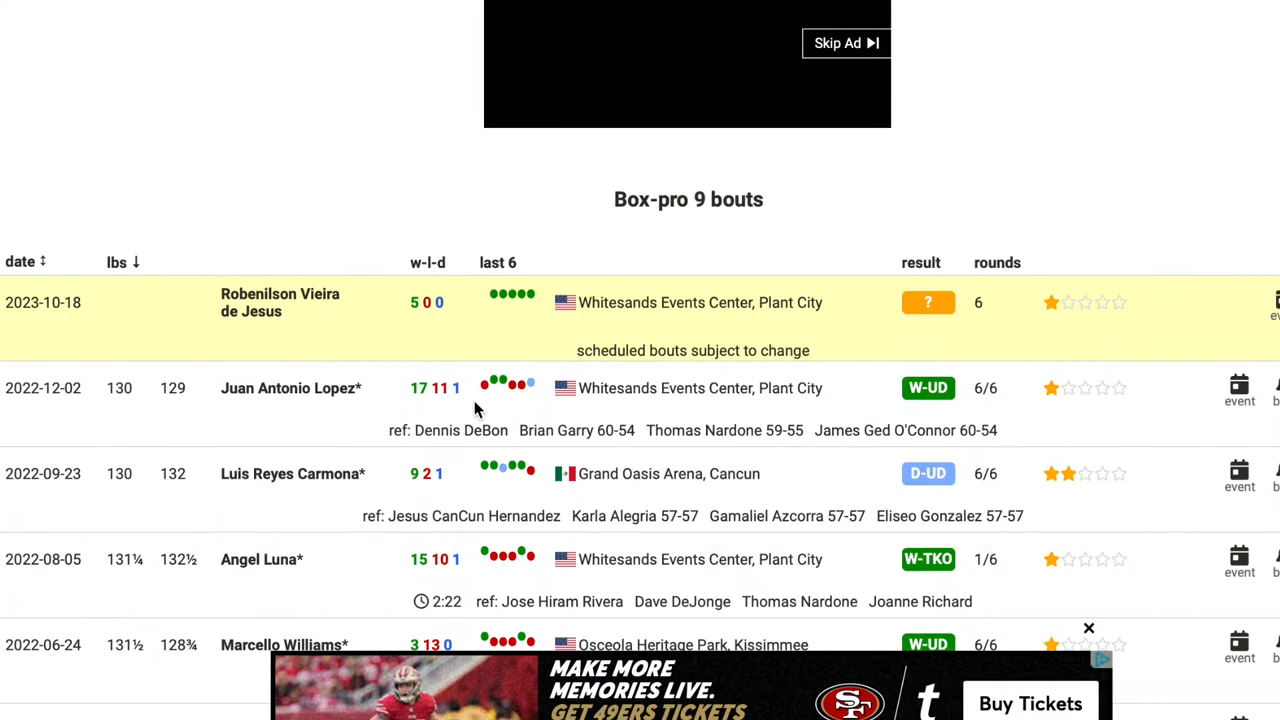 Skip Ad
Box-pro 9 bouts
date lbs w-l-d last 6 result rounds
2023-10-18 Robenilson Vieira de Jesus 5 0 0 Whitesands Events Center, Plant City ? 6
scheduled bouts subject to change
2022-12-02 130 129 Juan Antonio Lopez* 17 11 1 Whitesands Events Center, Plant City W-UD 6/6 event
ref: Dennis DeBon Brian Garry 60-54 Thomas Nardone 59-55 James Ged O'Connor 60-54
2022-09-23 130 132 Luis Reyes Carmona* 9 2 1 Grand Oasis Arena, Cancun D-UD 6/6 event
ref: Jesus CanCun Hernandez Karla Alegria 57-57 Gamaliel Azcorra 57-57 Eliseo Gonzalez 57-57
2022-08-05 131¼ 132½ Angel Luna* 15 10 1 Whitesands Events Center, Plant City W-TKO 1/6 event
2:22 ref: Jose Hiram Rivera Dave DeJonge Thomas Nardone Joanne Richard
2022-06-24 131½ 128¾ Marcello Williams* 3 13 0 Osceola Heritage Park, Kissimmee W-UD 6/6 event
MAKE MORE
MEMORIES LIVE.
GET 49ERS TICKETS
SF t Buy Tickets